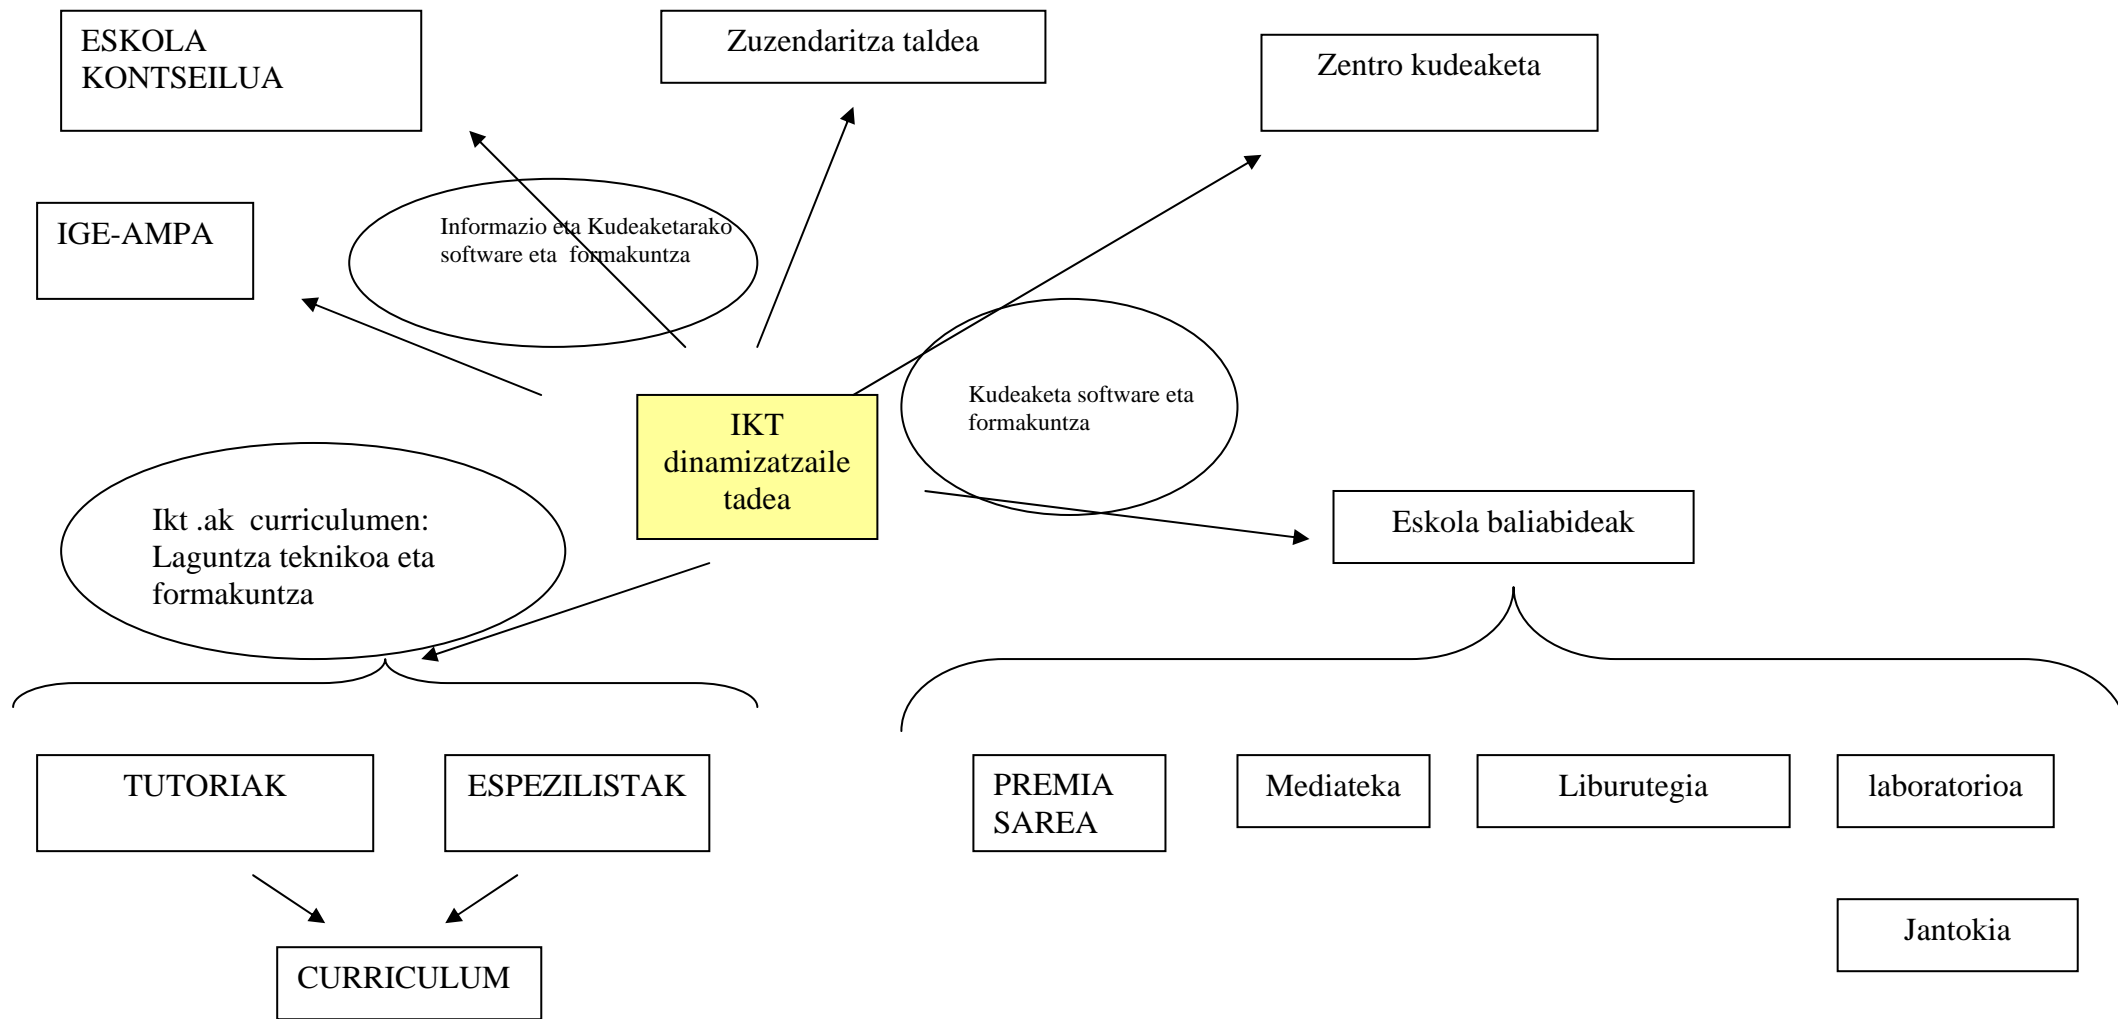 ESKOLA
KONTSEILUA
Zuzendaritza taldea
Zentro kudeaketa
IGE-AMPA
Informazio eta Kudeaketarako
software eta formakuntza
Kudeaketa software eta
formakuntza
IKT
dinamizatzaile
tadea
Ikt .ak curriculumen:
Laguntza teknikoa eta
formakuntza
Eskola baliabideak
TUTORIAK
ESPEZILISTAK
PREMIA
SAREA
Mediateka
Liburutegia
laboratorioa
Jantokia
CURRICULUM